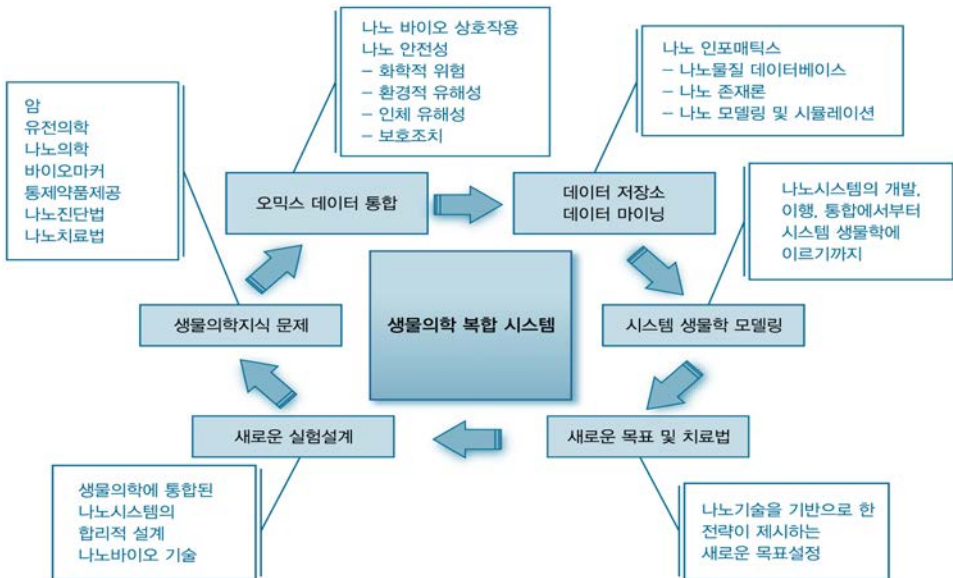 나노 바이오 상호작용
나노 안전성
– 화학적 위험
– 환경적 유해성
– 인체 유해성
– 보호조치
나노 인포매틱스
– 나노물질 데이터베이스
– 나노 존재론
– 나노 모델링 및 시뮬레이션
암
유전의학
나노의학
바이오마커
통제약품제공
나노진단법
나노치료법
오믹스 데이터 통합
데이터 저장소
데이터 마이닝
나노시스템의 개발,
이행, 통합에서부터
시스템 생물학에
이르기까지
생물의학지식 문제
생물의학 복합 시스템
시스템 생물학 모델링
새로운 실험설계
새로운 목표 및 치료법
생물의학에 통합된
나노시스템의
합리적 설계
나노바이오 기술
나노기술을 기반으로 한
전략이 제시하는
새로운 목표설정